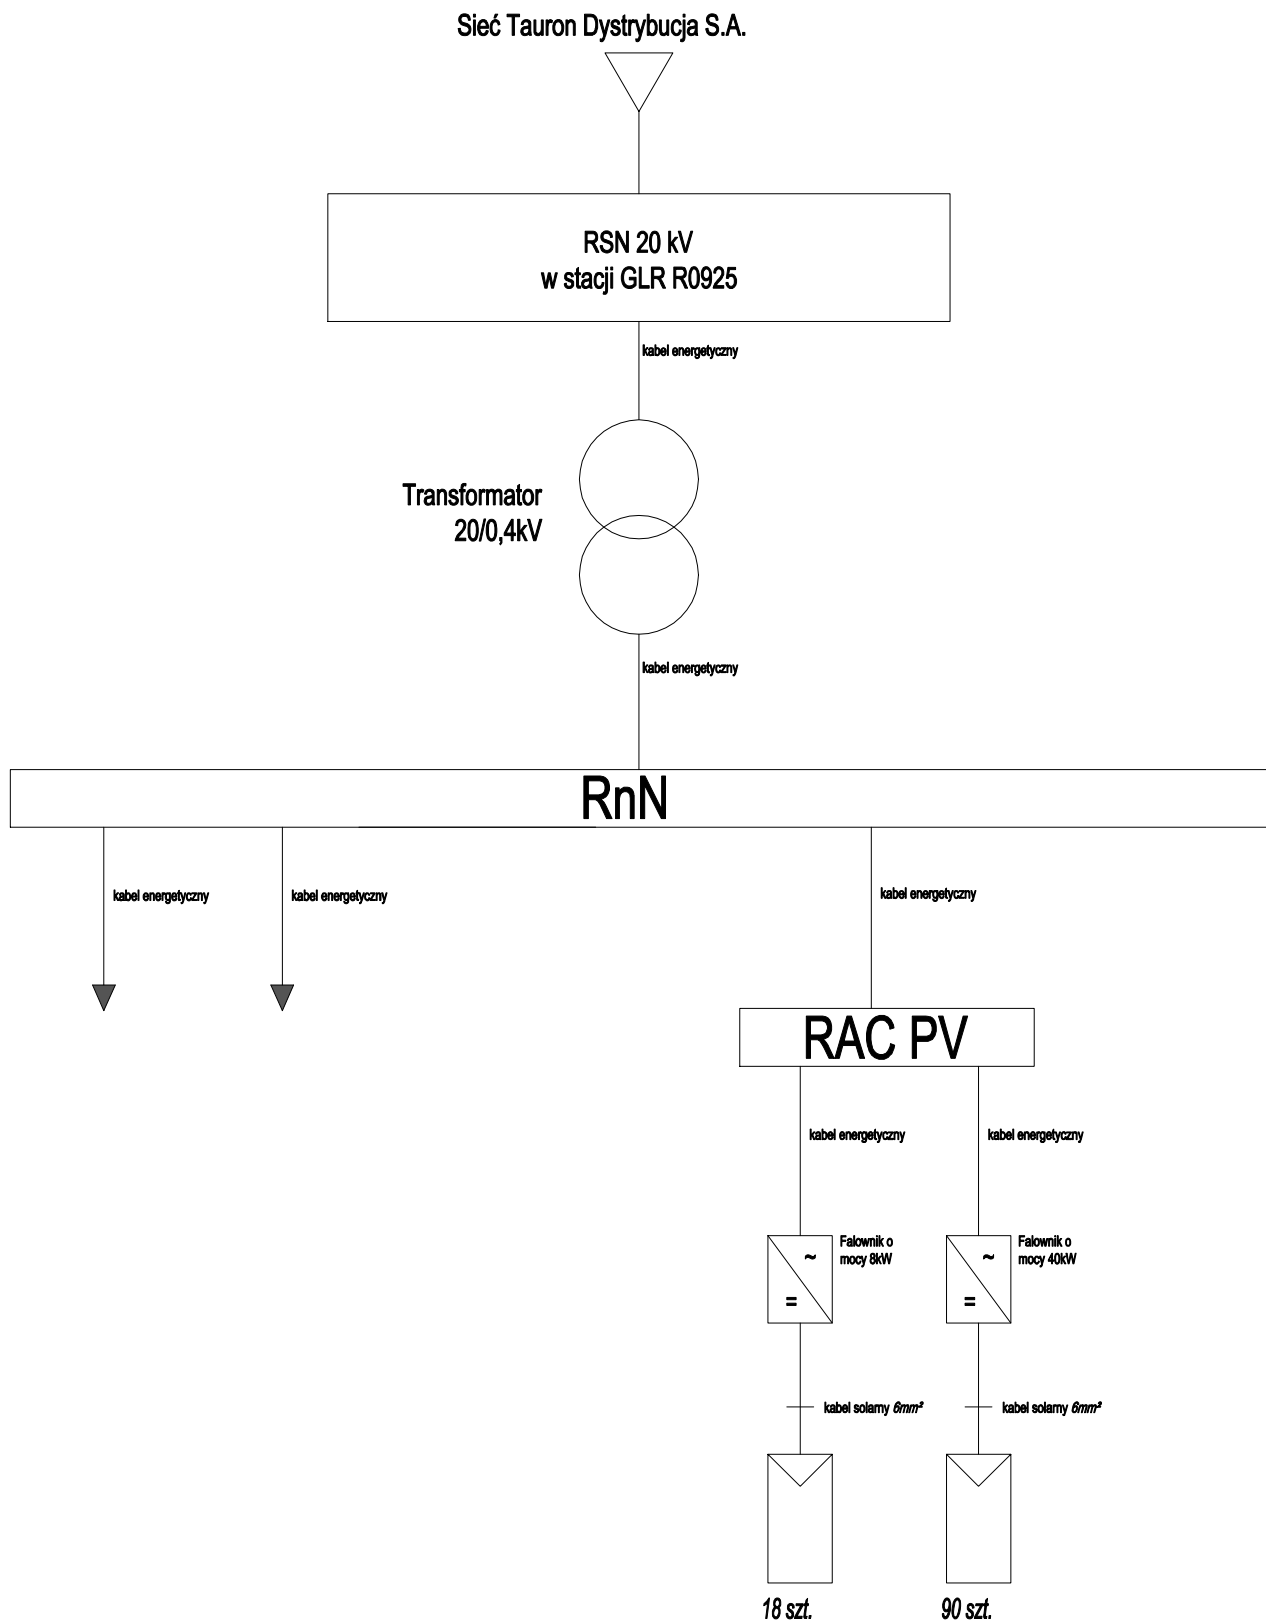 Sieć Tauron Dystrybucja S.A.
RSN 20 kV
w stacji GLR R0925
kabel energetyczny
Transformator
20/0,4kV
kabel energetyczny
RnN
kabel energetyczny
kabel energetyczny
kabel energetyczny
RAC PV
kabel energetyczny
kabel energetyczny
~
Falownik o
mocy 8kW
=
~
Falownik o
mocy 40kW
=
kabel solarny 6mm²
kabel solarny 6mm²
18 szt.
90 szt.